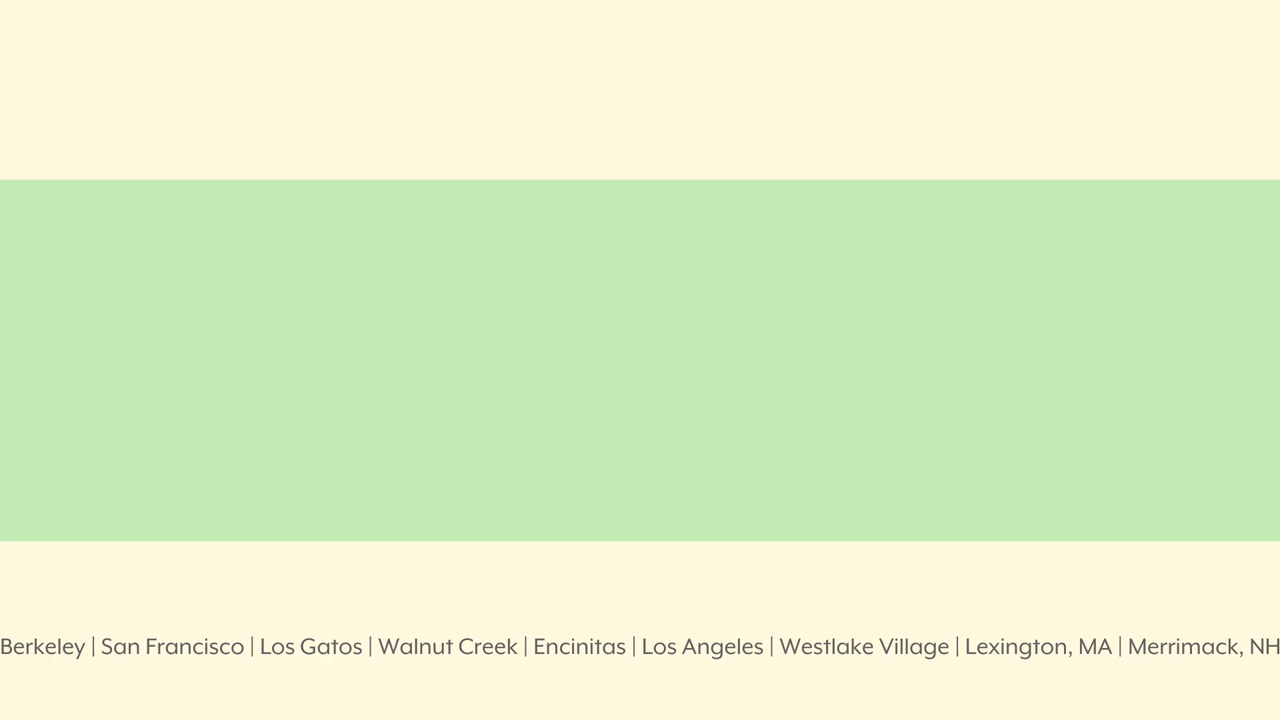 Berkeley | San Francisco | Los Gatos | Walnut Creek | Encinitas | Los Angeles | Westlake Village | Lexington, MA | Merrimack, NH